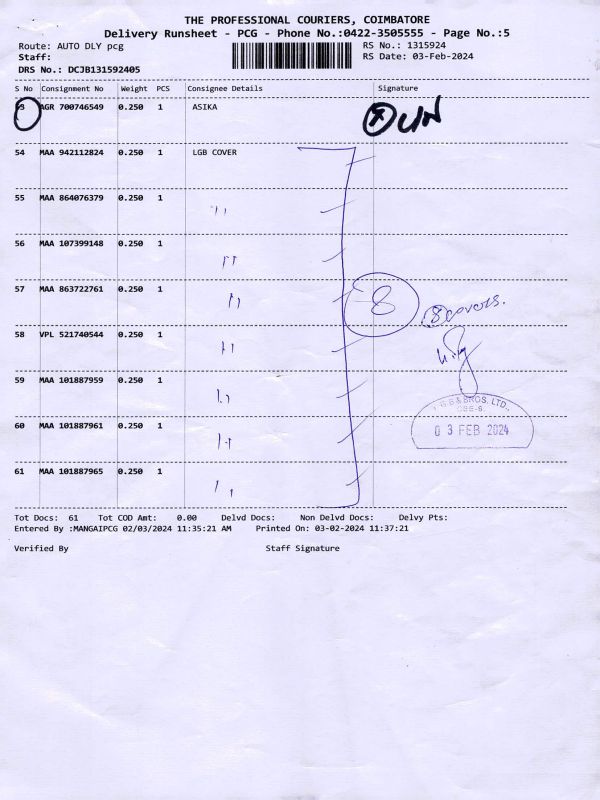 THE PROFESSIONAL COURIERS, COIMBATORE
Delivery Runsheet - PCG - Phone No.:0422-3505555 - Page No.:5
Route: AUTO DLY pcg
RS No.: 1315924
Staff:
RS Date: 03-Feb-2024
DRS No.: DCJB131592405
S No Consignment No Weight PCS Consignee Details Signature
53 AGR 700746549 0.250 1 ASIKA
54 MAA 942112824 0.250 1 LGB COVER
55 MAA 864076379 0.250 1 ''
56 MAA 107399148 0.250 1 ''
57 MAA 863722761 0.250 1 ''
8
8 covers.
58 VPL 521740544 0.250 1 ''
59 MAA 101887959 0.250 1 ''
L.G.B & BROS. LTD.,
CBE-6.
03 FEB 2024
60 MAA 101887961 0.250 1 ''
61 MAA 101887965 0.250 1 ''
Tot Docs: 61 Tot COD Amt: 0.00 Delvd Docs: Non Delvd Docs: Delvy Pts:
Entered By :MANGAIPCG 02/03/2024 11:35:21 AM Printed On: 03-02-2024 11:37:21
Verified By Staff Signature